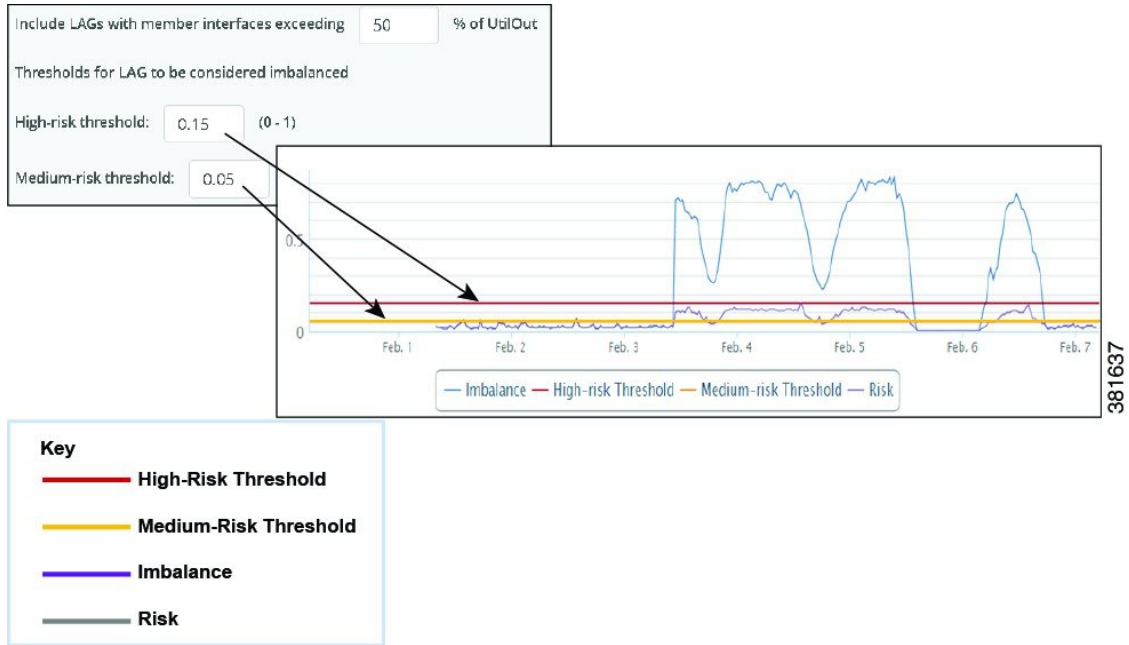 Include LAGs with member interfaces exceeding 50 % of UtilOut
Thresholds for LAG to be considered imbalanced
High-risk threshold: 0.15 (0 - 1)
Medium-risk threshold: 0.05
0.5
0
Feb. 1 Feb. 2 Feb. 3 Feb. 4 Feb. 5 Feb. 6 Feb. 7
Imbalance High-risk Threshold Medium-risk Threshold Risk
381637
Key
High-Risk Threshold
Medium-Risk Threshold
Imbalance
Risk